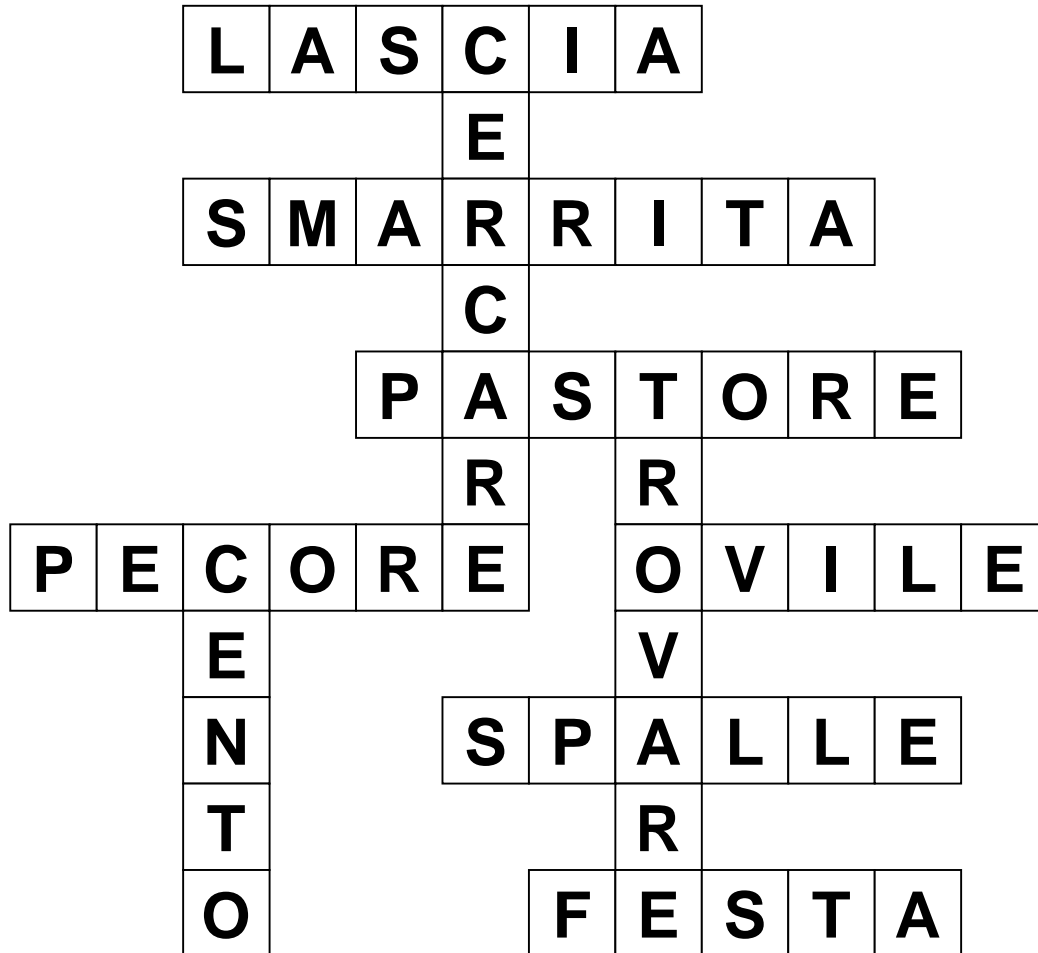 LASCIA
E
SMARRITA
C
PASTORE
R R
PECORE OVILE
E V
N SPALLE
T R
O FESTA